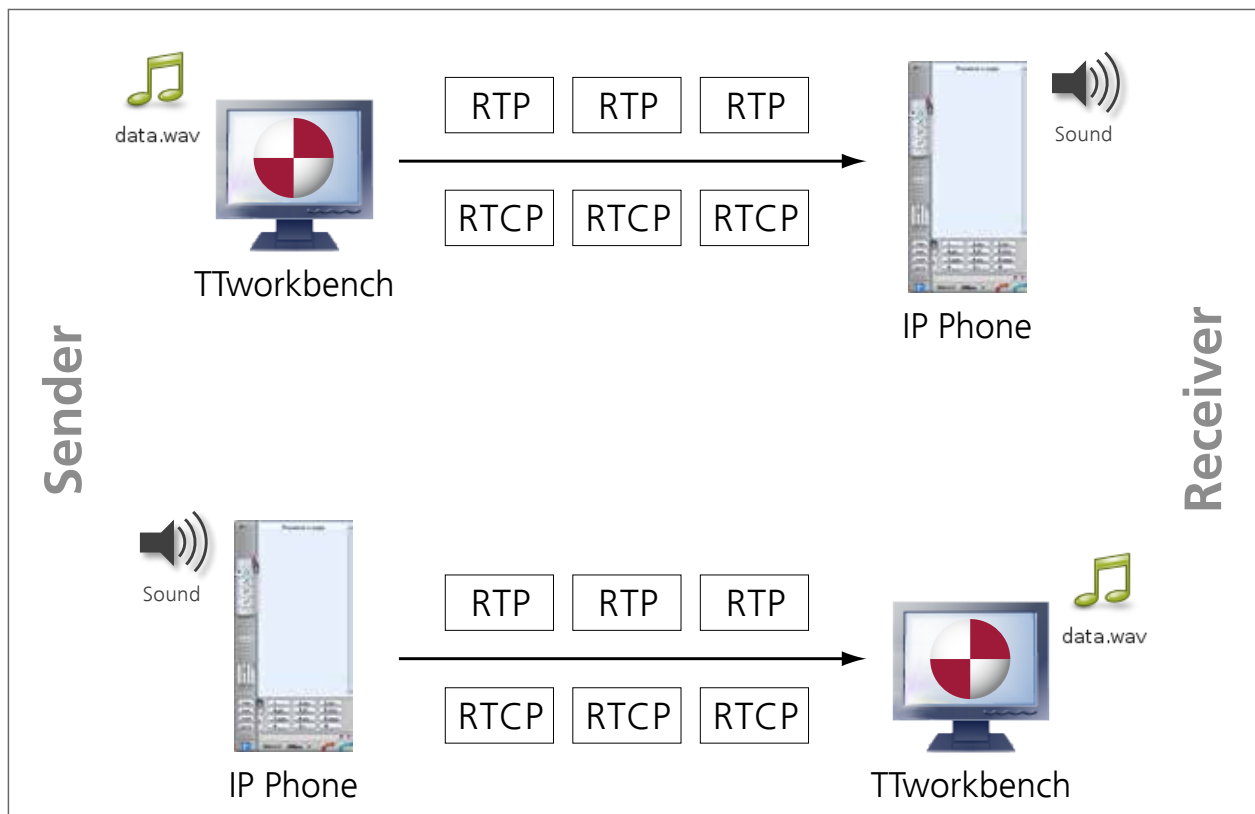 RTP RTP RTP
data.wav
Sound
RTCP RTCP RTCP
TTworkbench
IP Phone
Sender
Receiver
Sound
RTP RTP RTP
data.wav
RTCP RTCP RTCP
IP Phone
TTworkbench